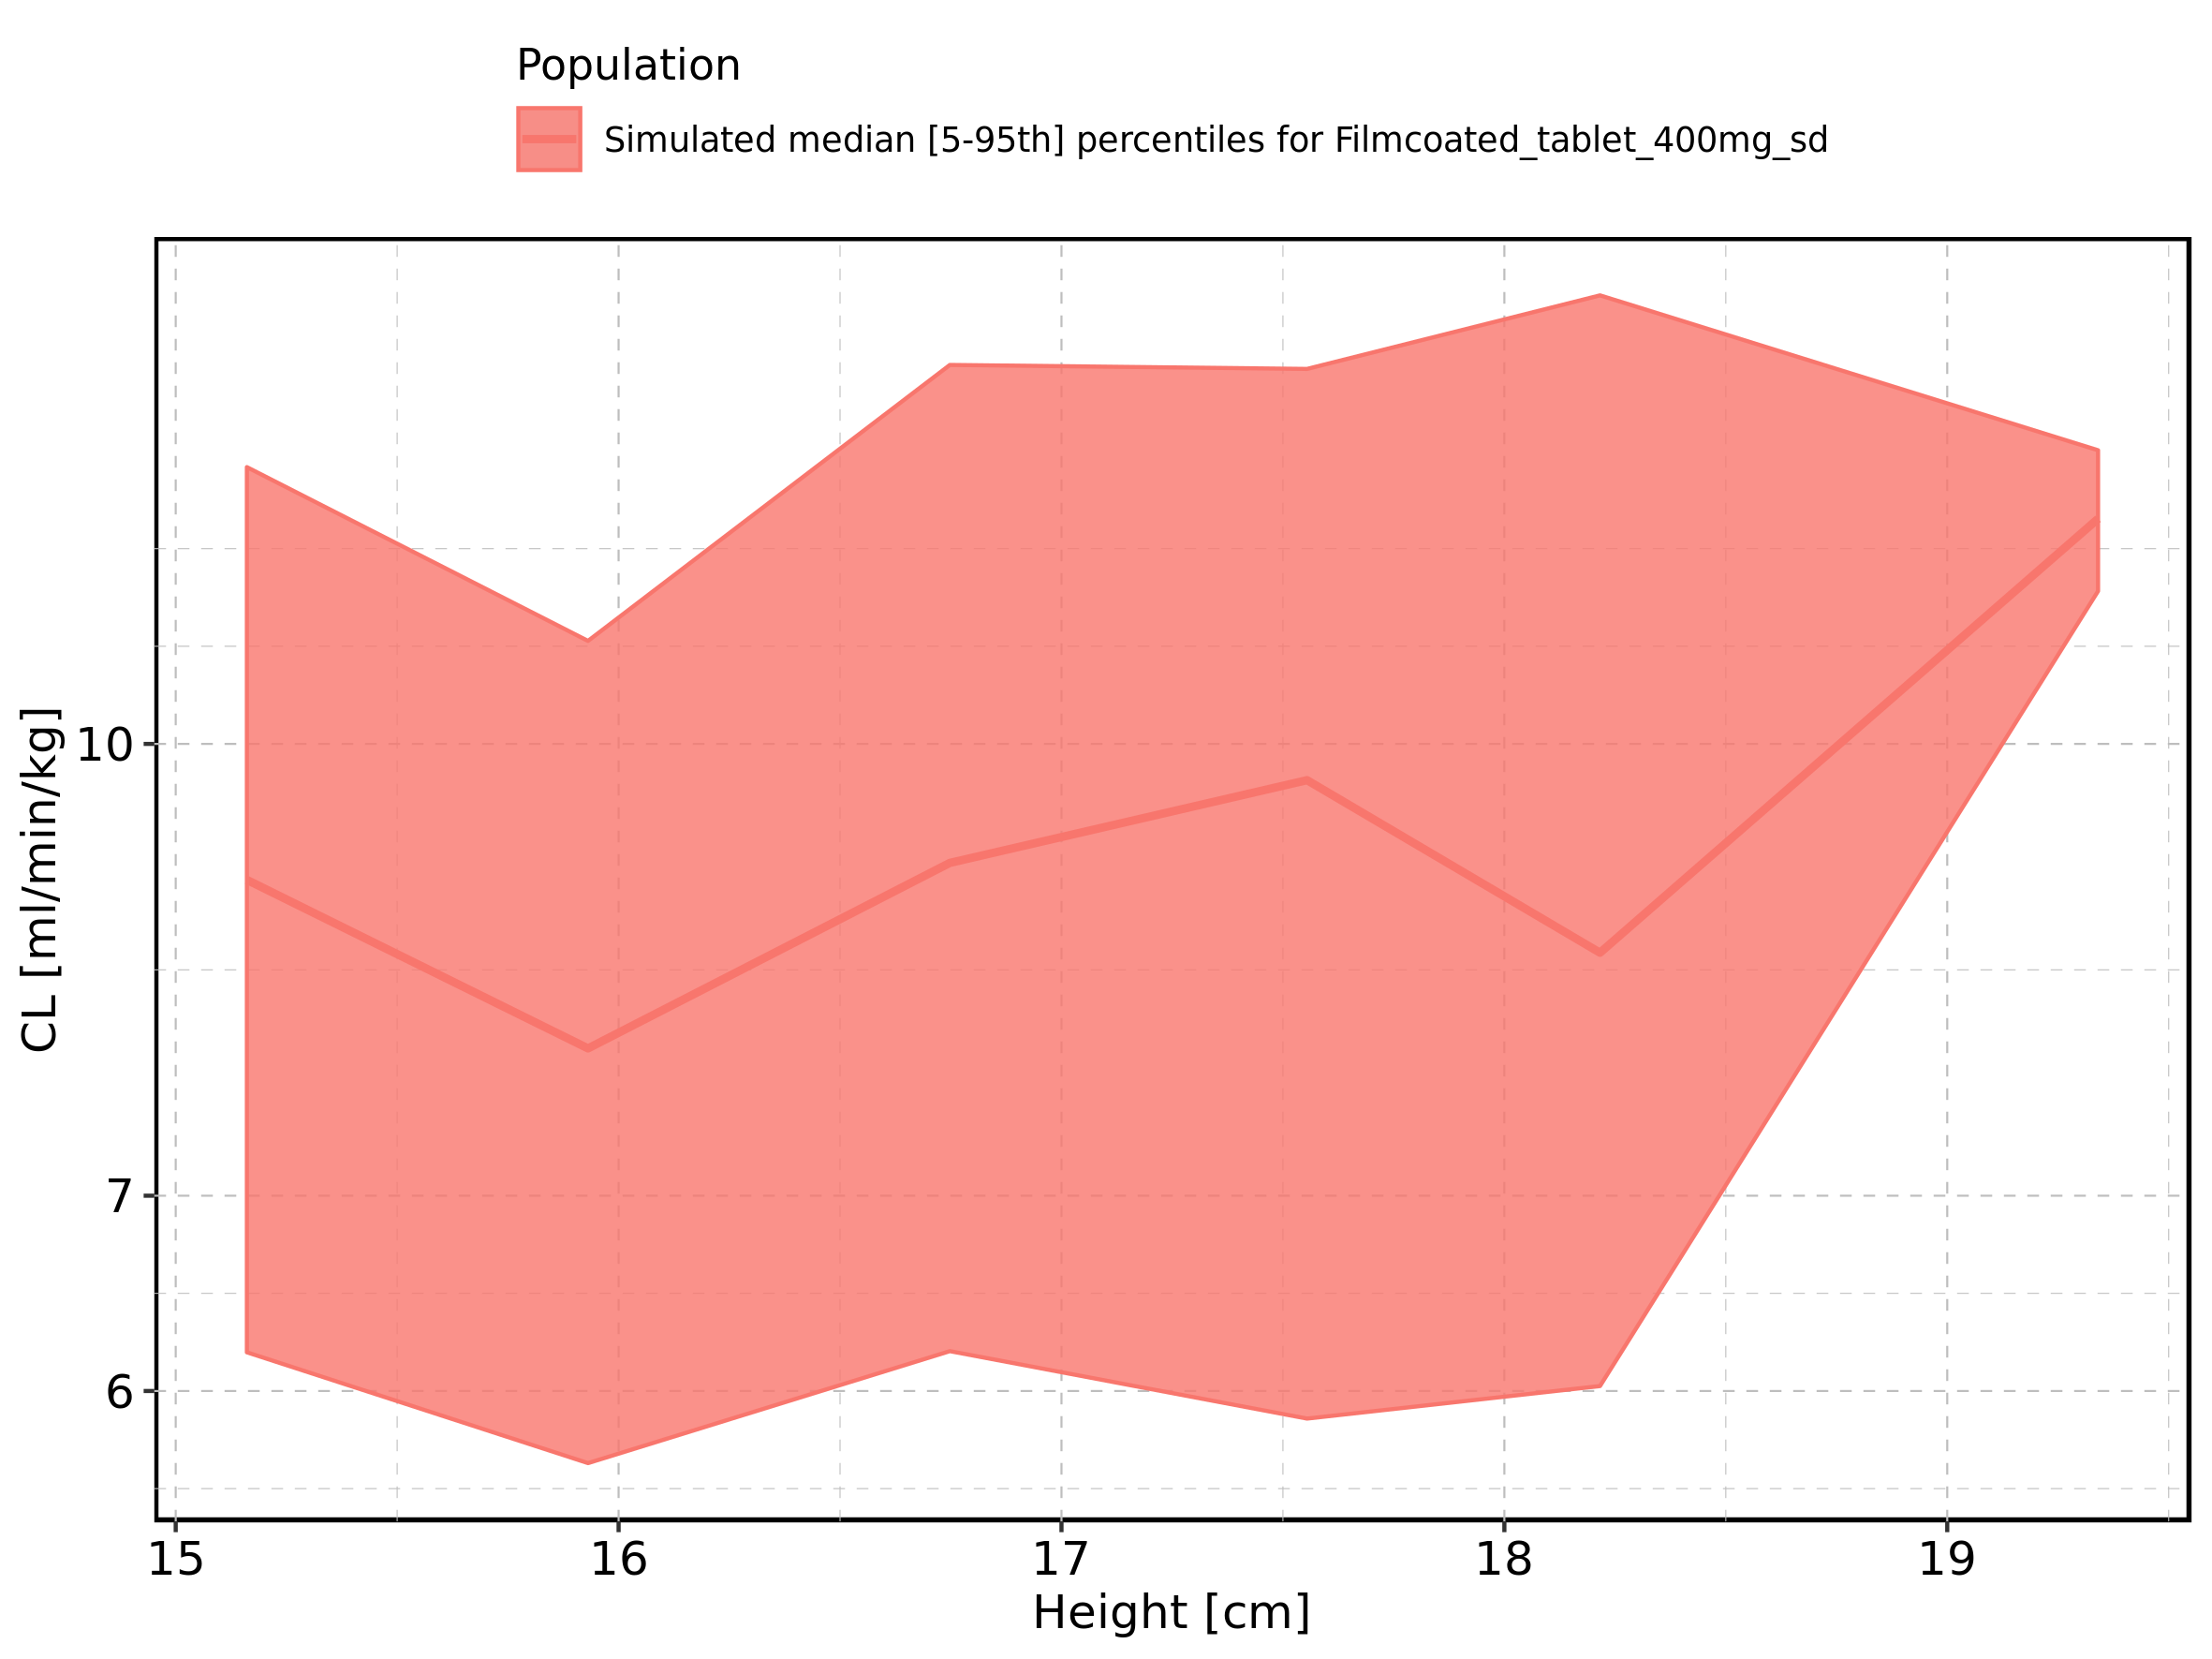 Population
Simulated median [5-95th] percentiles for Filmcoated_tablet_400mg_sd
CL [ml/min/kg]
10
7
6
15 16 17 18 19
Height [cm]